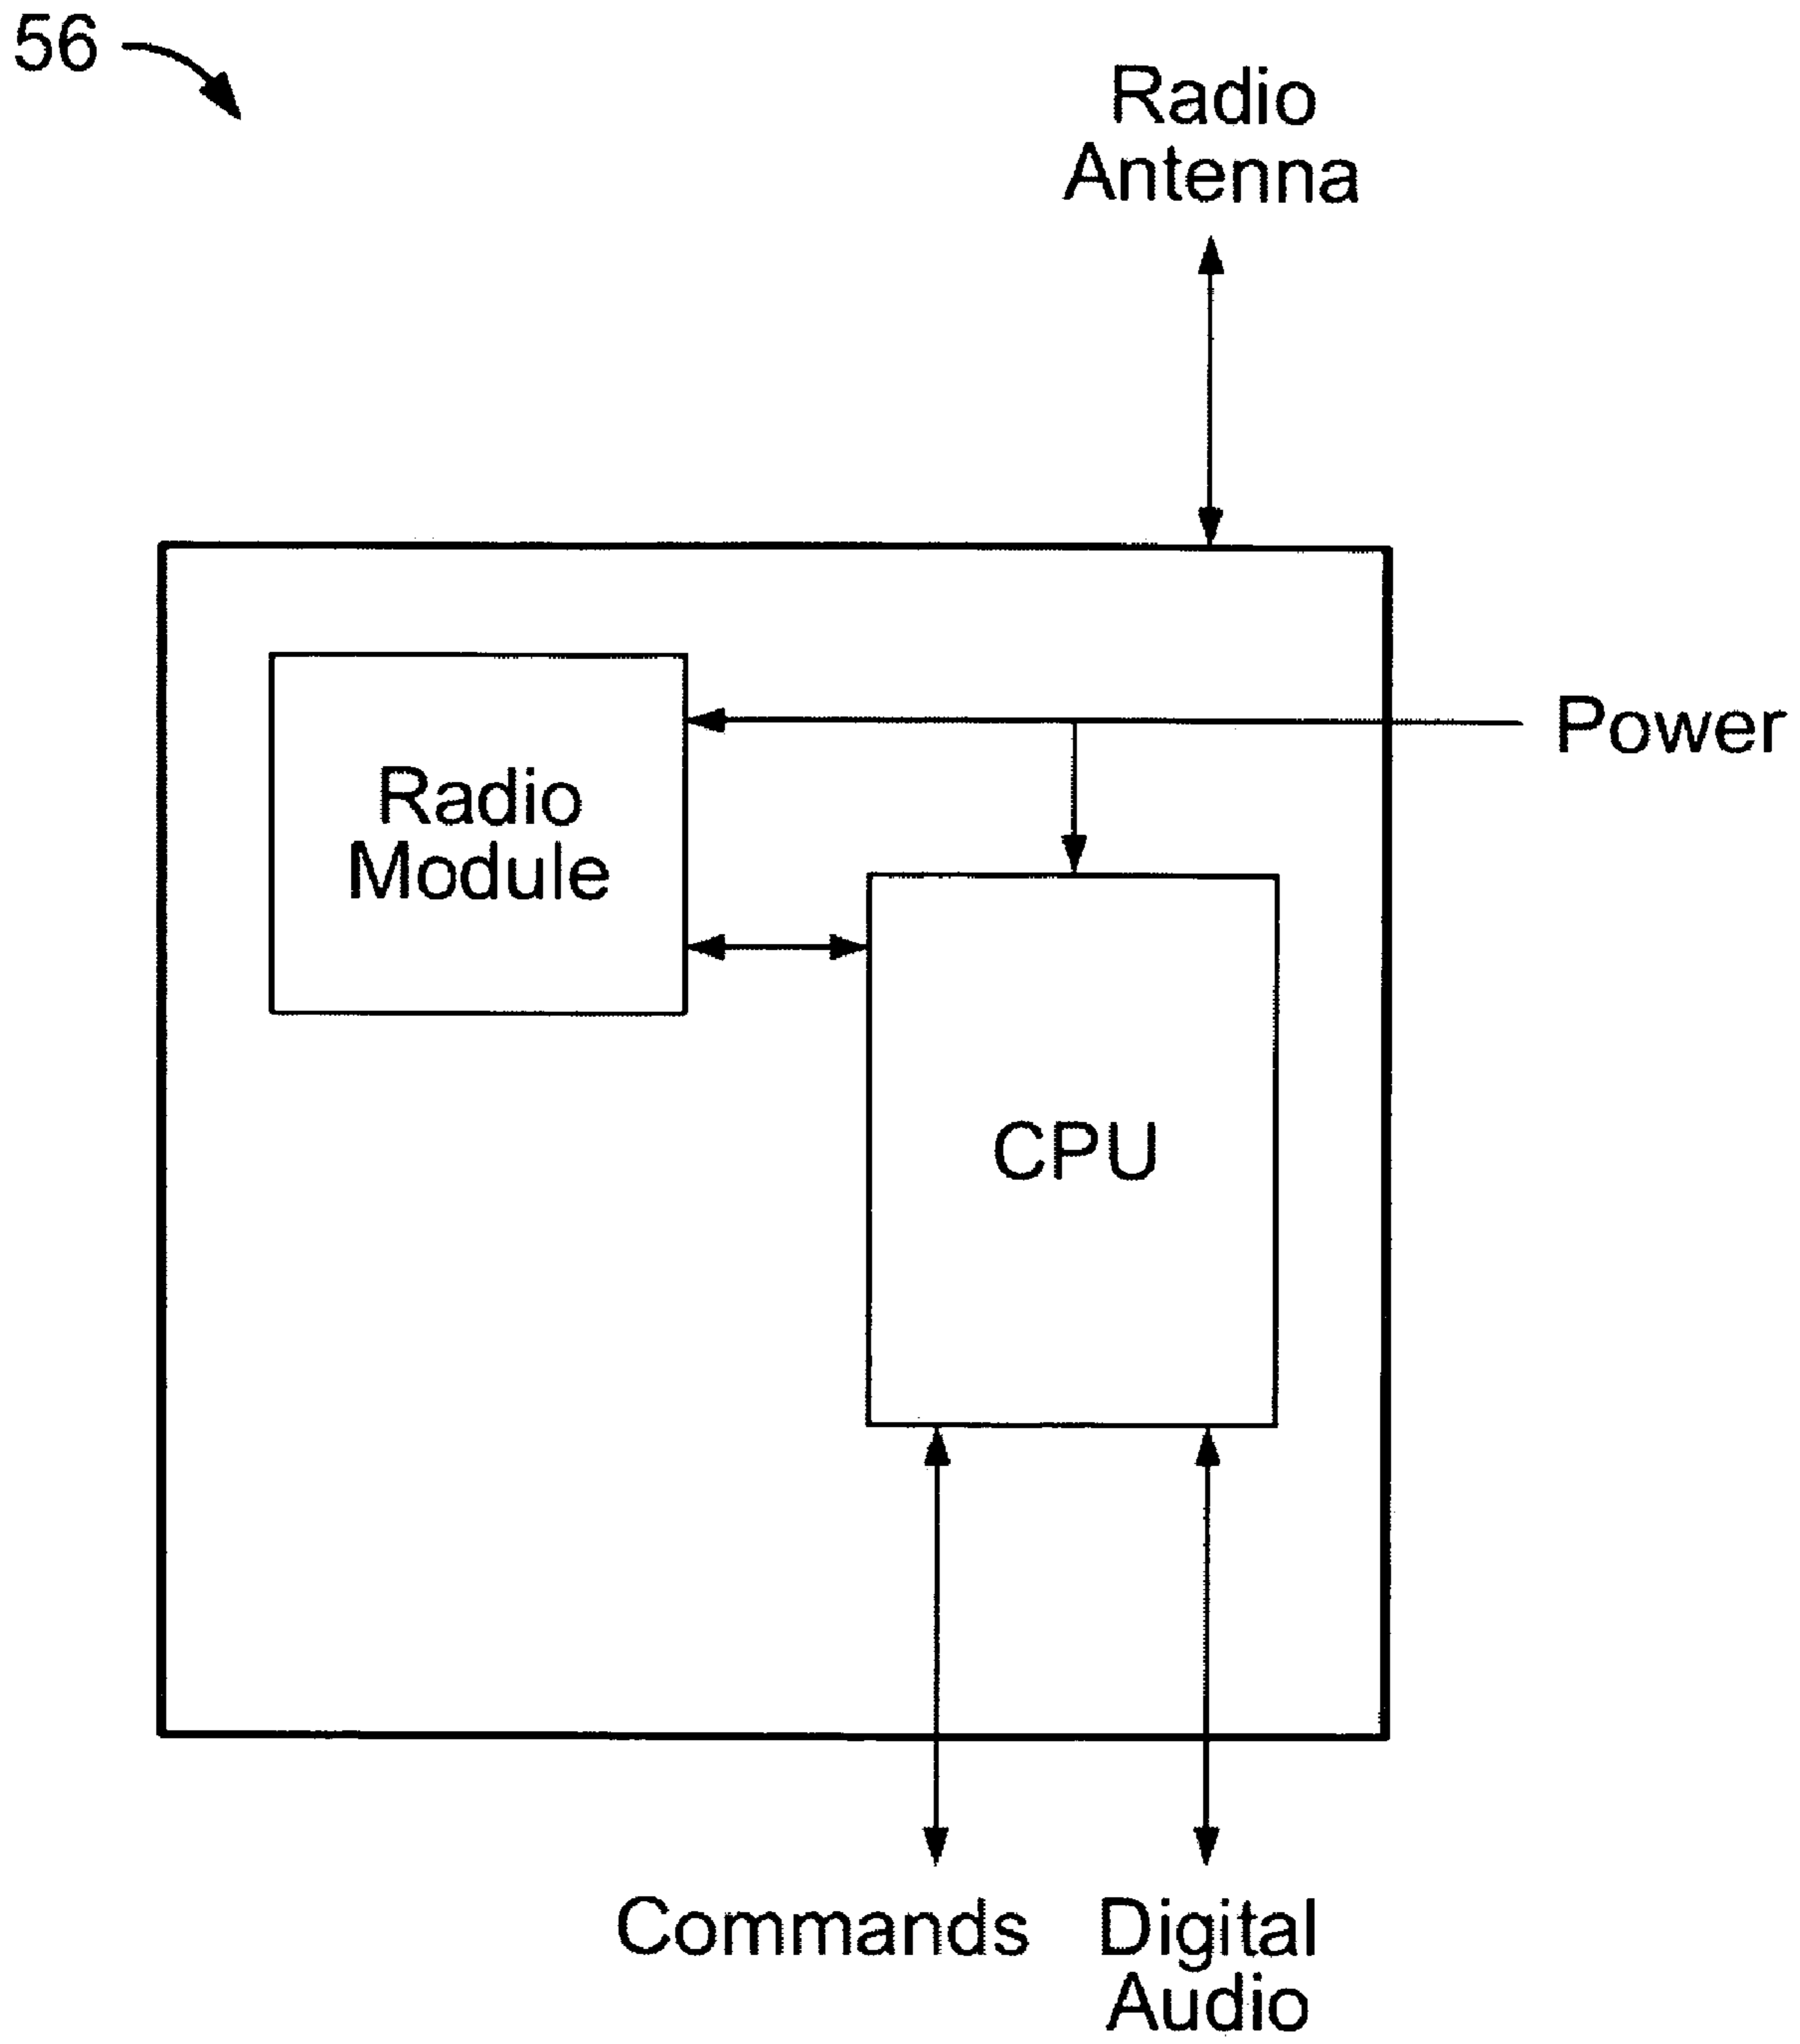 56
Radio
Antenna
Power
Radio
Module
CPU
Commands
Digital
Audio